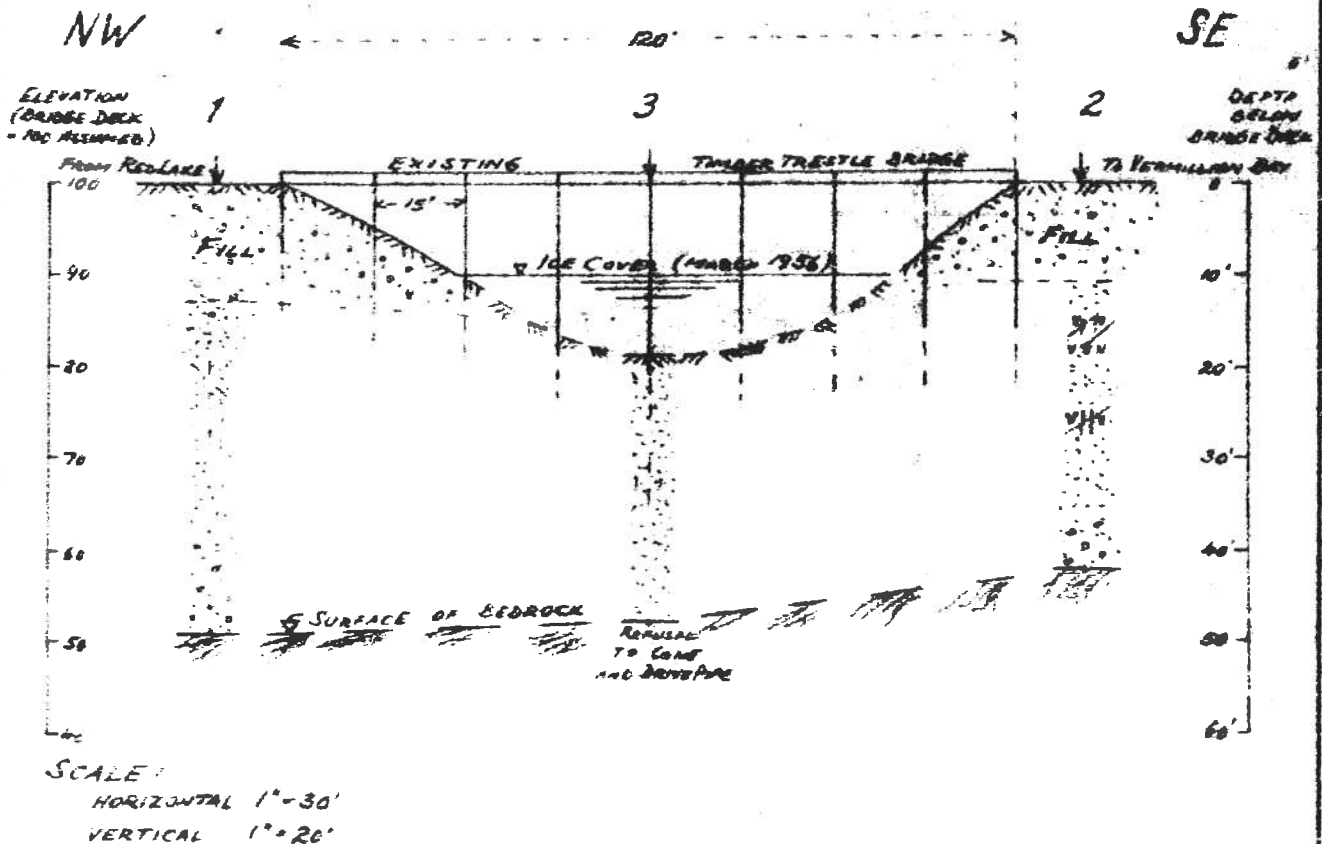 NW
120'
SE
ELEVATION
(BRIDGE DECK
= 100 ASSUMED)
1
3
2
DEPTH
BELOW
BRIDGE DECK
FROM RED LAKE
EXISTING
TIMBER TRESTLE BRIDGE
TO VERMILLION BAY
100
0
15'
FILL
FILL
ICE COVER (MARCH 1956)
90
10'
80
20'
70
30'
60
40'
SURFACE OF BEDROCK
50
50'
REFUSAL
TO CONE
AND DRIVE PIPE
60'
SCALE:
HORIZONTAL 1" = 30'
VERTICAL 1" = 20'